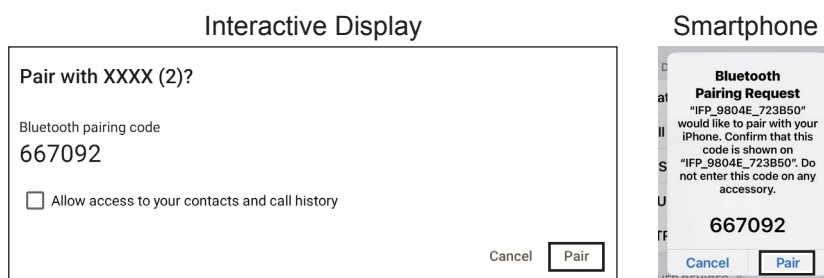 Interactive Display
Pair with XXXX (2)?
Bluetooth pairing code
667092
Allow access to your contacts and call history
Cancel Pair
Smartphone
Bluetooth
Pairing Request
"IFP_9804E_723B50"
would like to pair with your
iPhone. Confirm that this
code is shown on
"IFP_9804E_723B50". Do
not enter this code on any
accessory.
667092
Cancel Pair